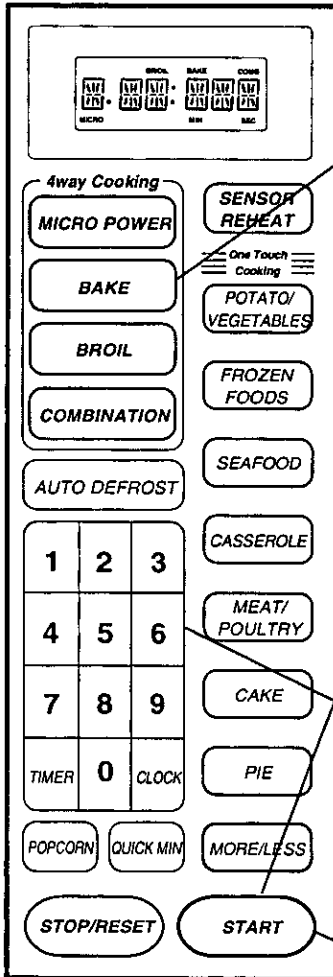 BROIL BAKE COMB
MICRO MIN SEC
4way Cooking
MICRO POWER
BAKE
BROIL
COMBINATION
AUTO DEFROST
1 2 3
4 5 6
7 8 9
TIMER 0 CLOCK
POPCORN QUICK MIN
STOP/RESET
SENSOR
REHEAT
One Touch
Cooking
POTATO/
VEGETABLES
FROZEN
FOODS
SEAFOOD
CASSEROLE
MEAT/
POULTRY
CAKE
PIE
MORE/LESS
START